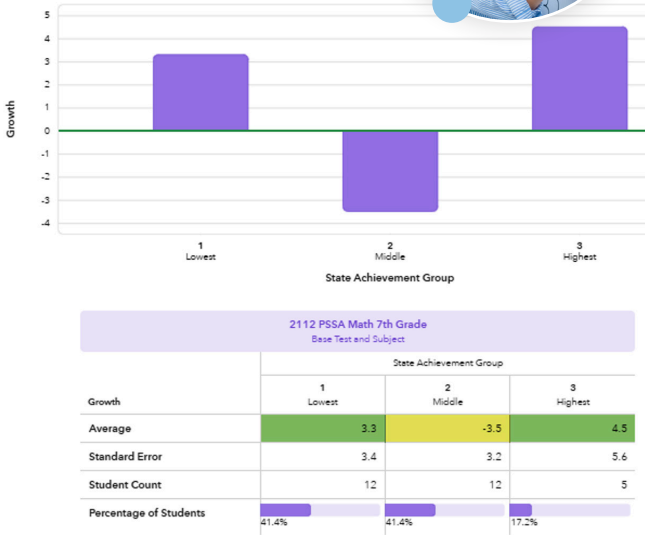 5
4
3
2
1
0
-1
-2
-3
-4
Growth
1 2 3
Lowest Middle Highest
State Achievement Group
2112 PSSA Math 7th Grade
Base Test and Subject
State Achievement Group
1 2 3
Growth Lowest Middle Highest
Average 3.3 -3.5 4.5
Standard Error 3.4 3.2 5.6
Student Count 12 12 5
Percentage of Students
41.4% 41.4% 17.2%